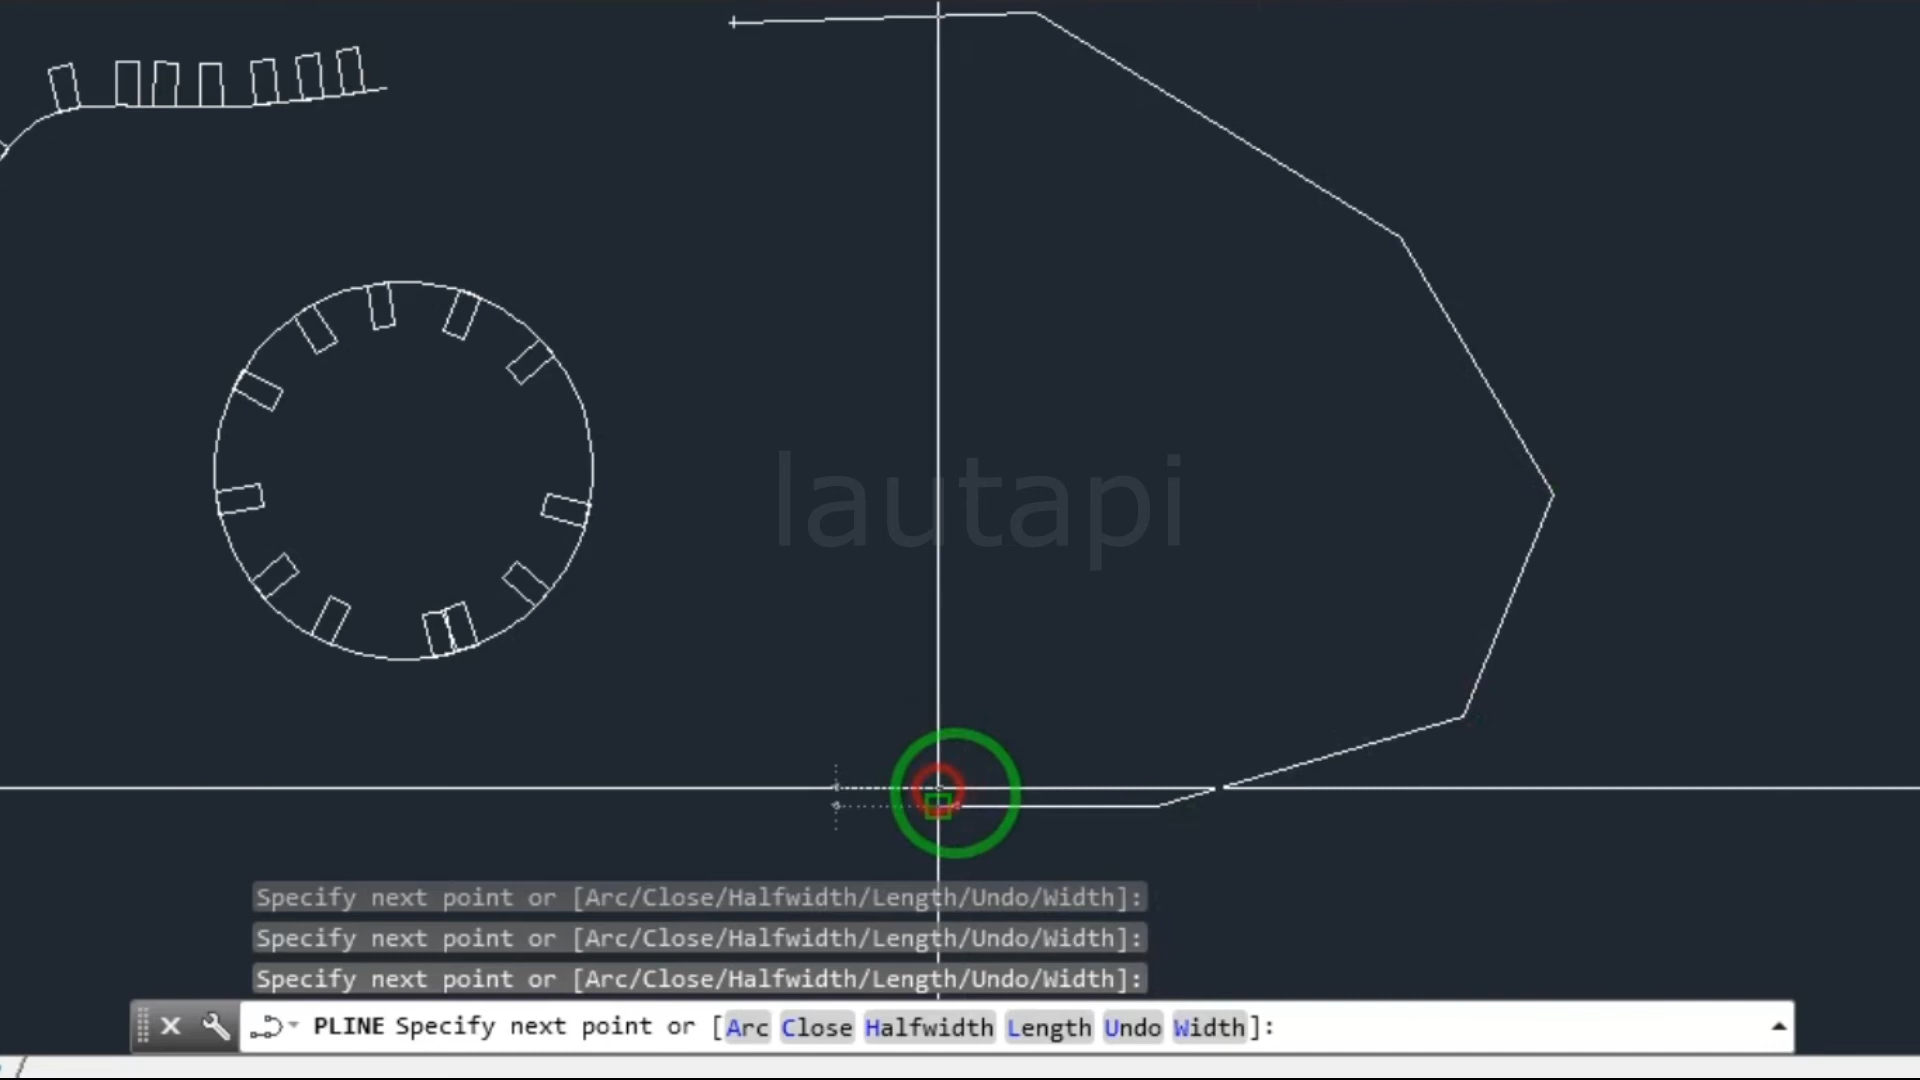 lautapi
Specify next point or [Arc/Close/Halfwidth/Length/Undo/Width]:
Specify next point or [Arc/Close/Halfwidth/Length/Undo/Width]:
Specify next point or [Arc/Close/Halfwidth/Length/Undo/Width]:
PLINE Specify next point or [Arc Close Halfwidth Length Undo Width]: